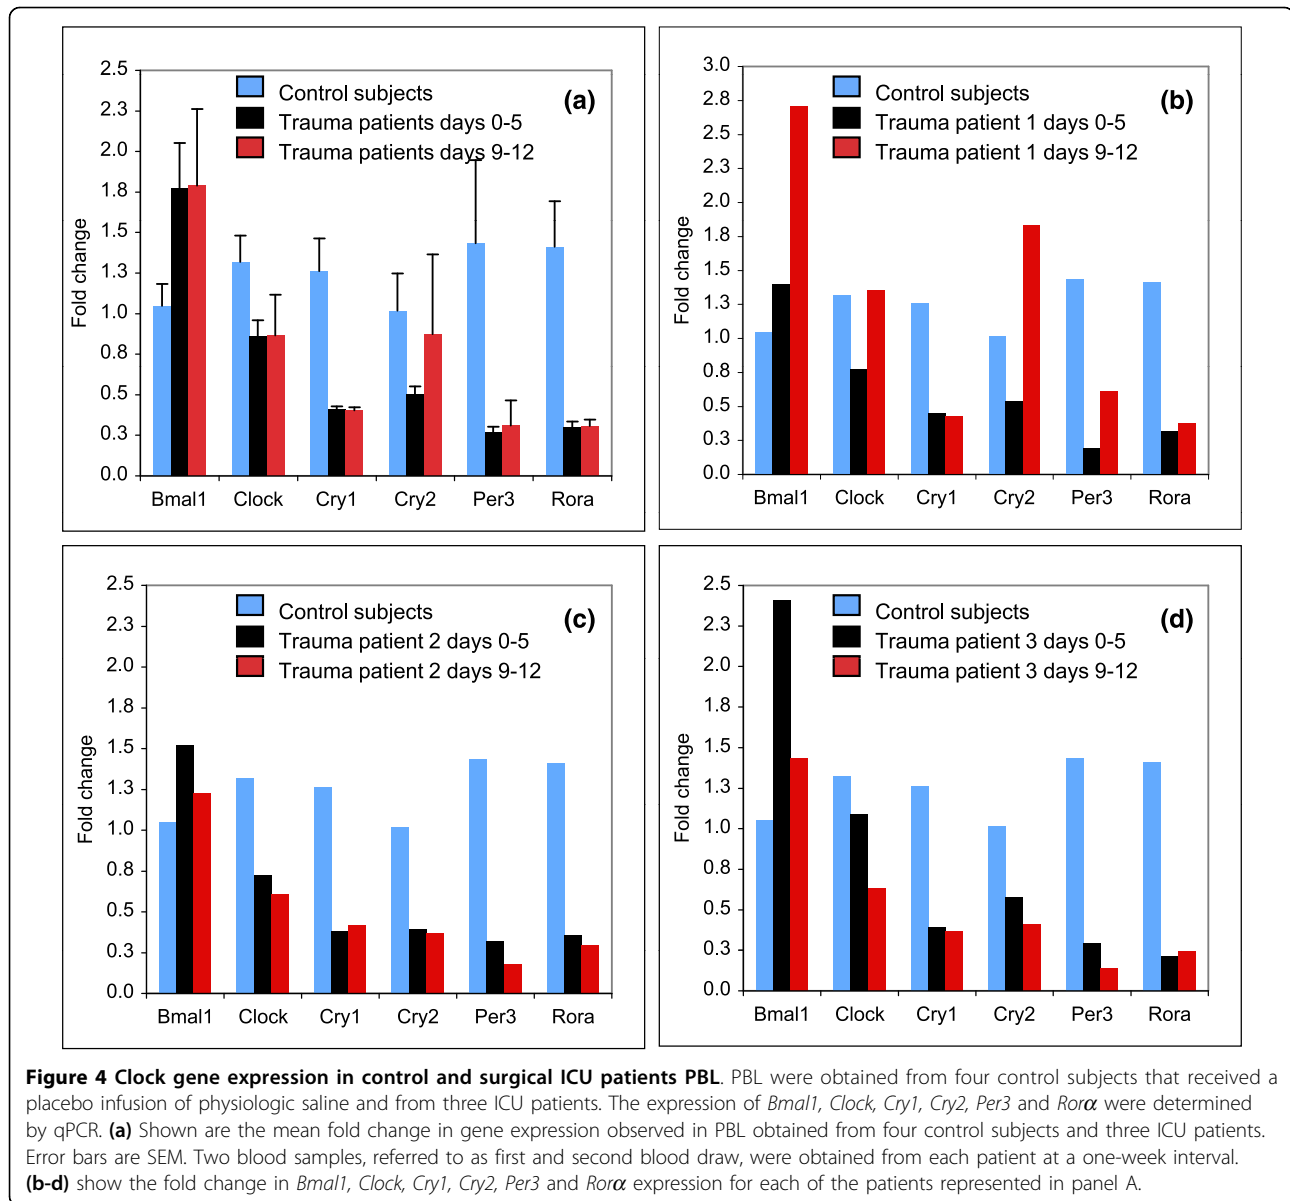 2.5
2.3
2.0
1.8
1.5
1.3
1.0
0.8
0.5
0.3
0.0
Fold change
Control subjects
Trauma patients days 0-5
Trauma patients days 9-12
(a)
Bmal1 Clock Cry1 Cry2 Per3 Rora
3.0
2.8
2.5
2.3
2.0
1.8
1.5
1.3
1.0
0.8
0.5
0.3
0.0
Fold change
Control subjects
Trauma patient 1 days 0-5
Trauma patient 1 days 9-12
(b)
Bmal1 Clock Cry1 Cry2 Per3 Rora
2.5
2.3
2.0
1.8
1.5
1.3
1.0
0.8
0.5
0.3
0.0
Fold change
Control subjects
Trauma patient 2 days 0-5
Trauma patient 2 days 9-12
(c)
Bmal1 Clock Cry1 Cry2 Per3 Rora
2.5
2.3
2.0
1.8
1.5
1.3
1.0
0.8
0.5
0.3
0.0
Fold change
Control subjects
Trauma patient 3 days 0-5
Trauma patient 3 days 9-12
(d)
Bmal1 Clock Cry1 Cry2 Per3 Rora
Figure 4 Clock gene expression in control and surgical ICU patients PBL. PBL were obtained from four control subjects that received a
placebo infusion of physiologic saline and from three ICU patients. The expression of Bmal1, Clock, Cry1, Cry2, Per3 and Rorα were determined
by qPCR. (a) Shown are the mean fold change in gene expression observed in PBL obtained from four control subjects and three ICU patients.
Error bars are SEM. Two blood samples, referred to as first and second blood draw, were obtained from each patient at a one-week interval.
(b-d) show the fold change in Bmal1, Clock, Cry1, Cry2, Per3 and Rorα expression for each of the patients represented in panel A.